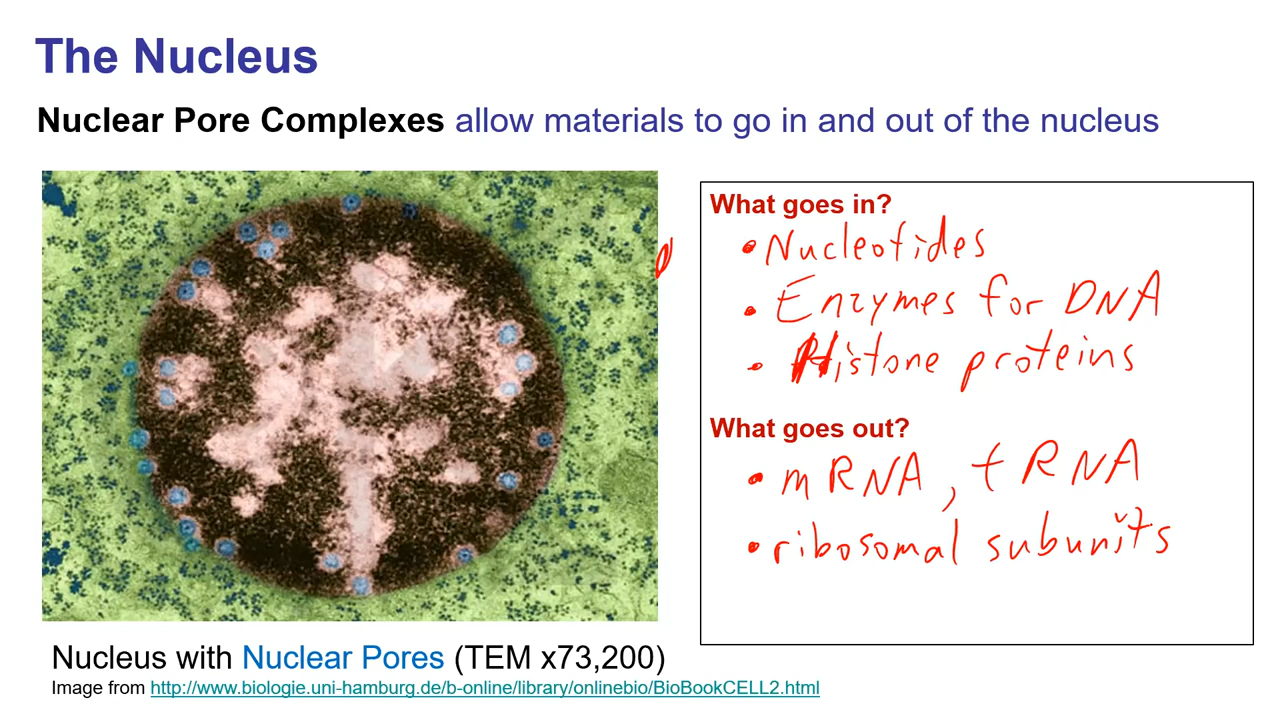 The Nucleus
Nuclear Pore Complexes allow materials to go in and out of the nucleus
What goes in?
• Nucleotides
• Enzymes for DNA
• Histone proteins
What goes out?
• mRNA, tRNA
• ribosomal subunits
Nucleus with Nuclear Pores (TEM x73,200)
Image from http://www.biologie.uni-hamburg.de/b-online/library/onlinebio/BioBookCELL2.html